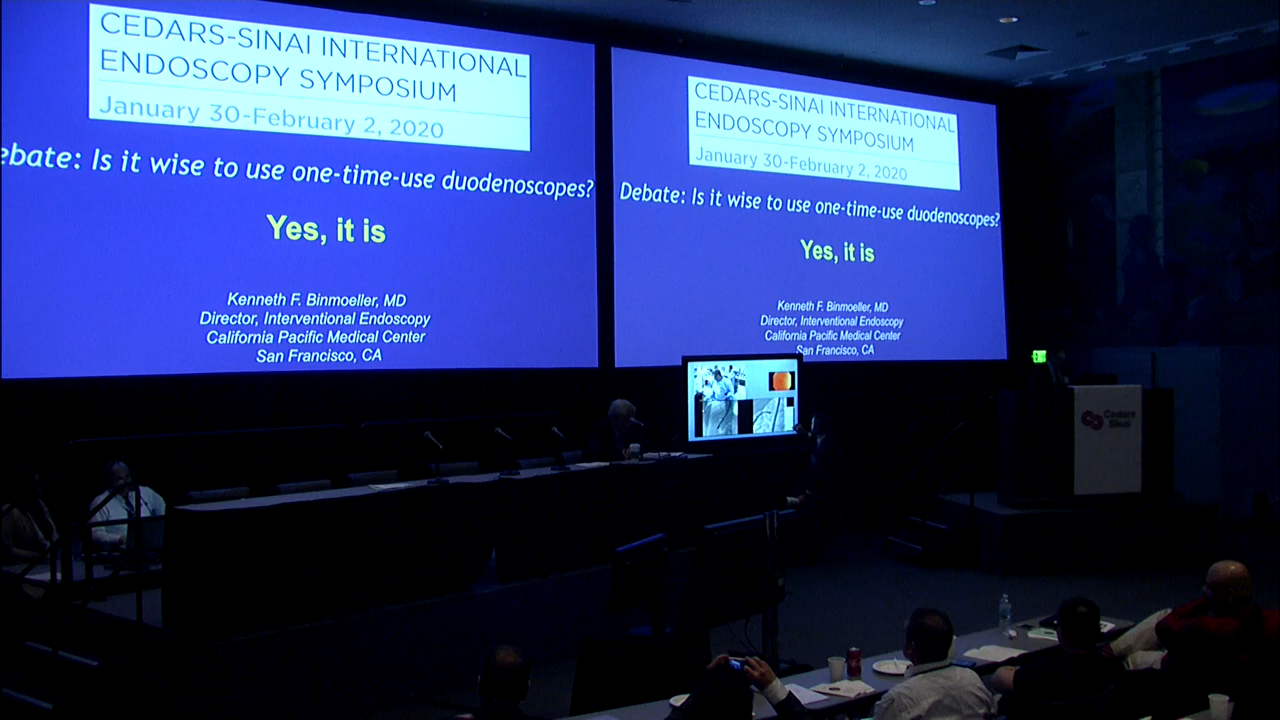 CEDARS-SINAI INTERNATIONAL
ENDOSCOPY SYMPOSIUM
January 30-February 2, 2020
ebate: Is it wise to use one-time-use duodenoscopes?
Yes, it is
Kenneth F. Binmoeller, MD
Director, Interventional Endoscopy
California Pacific Medical Center
San Francisco, CA
CEDARS-SINAI INTERNATIONAL
ENDOSCOPY SYMPOSIUM
January 30-February 2, 2020
Debate: Is it wise to use one-time-use duodenoscopes?
Yes, it is
Kenneth F. Binmoeller, MD
Director, Interventional Endoscopy
California Pacific Medical Center
San Francisco, CA
Cedars
Sinai